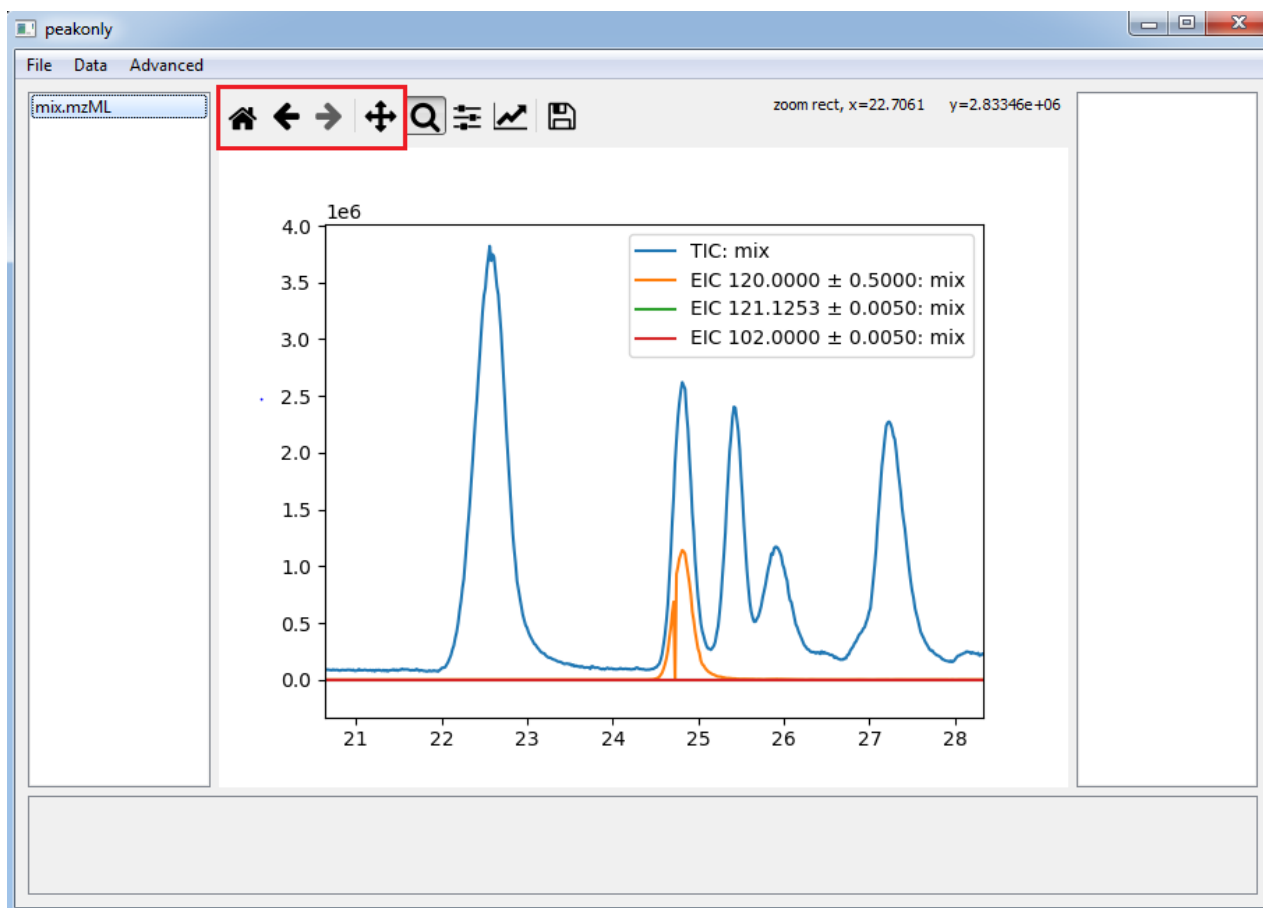 peakonly
File Data Advanced
mix.mzML
zoom rect, x=22.7061 y=2.83346e+06
1e6
4.0
TIC: mix
EIC 120.0000 ± 0.5000: mix
3.5
EIC 121.1253 ± 0.0050: mix
3.0
EIC 102.0000 ± 0.0050: mix
2.5
2.0
1.5
1.0
0.5
0.0
21 22 23 24 25 26 27 28